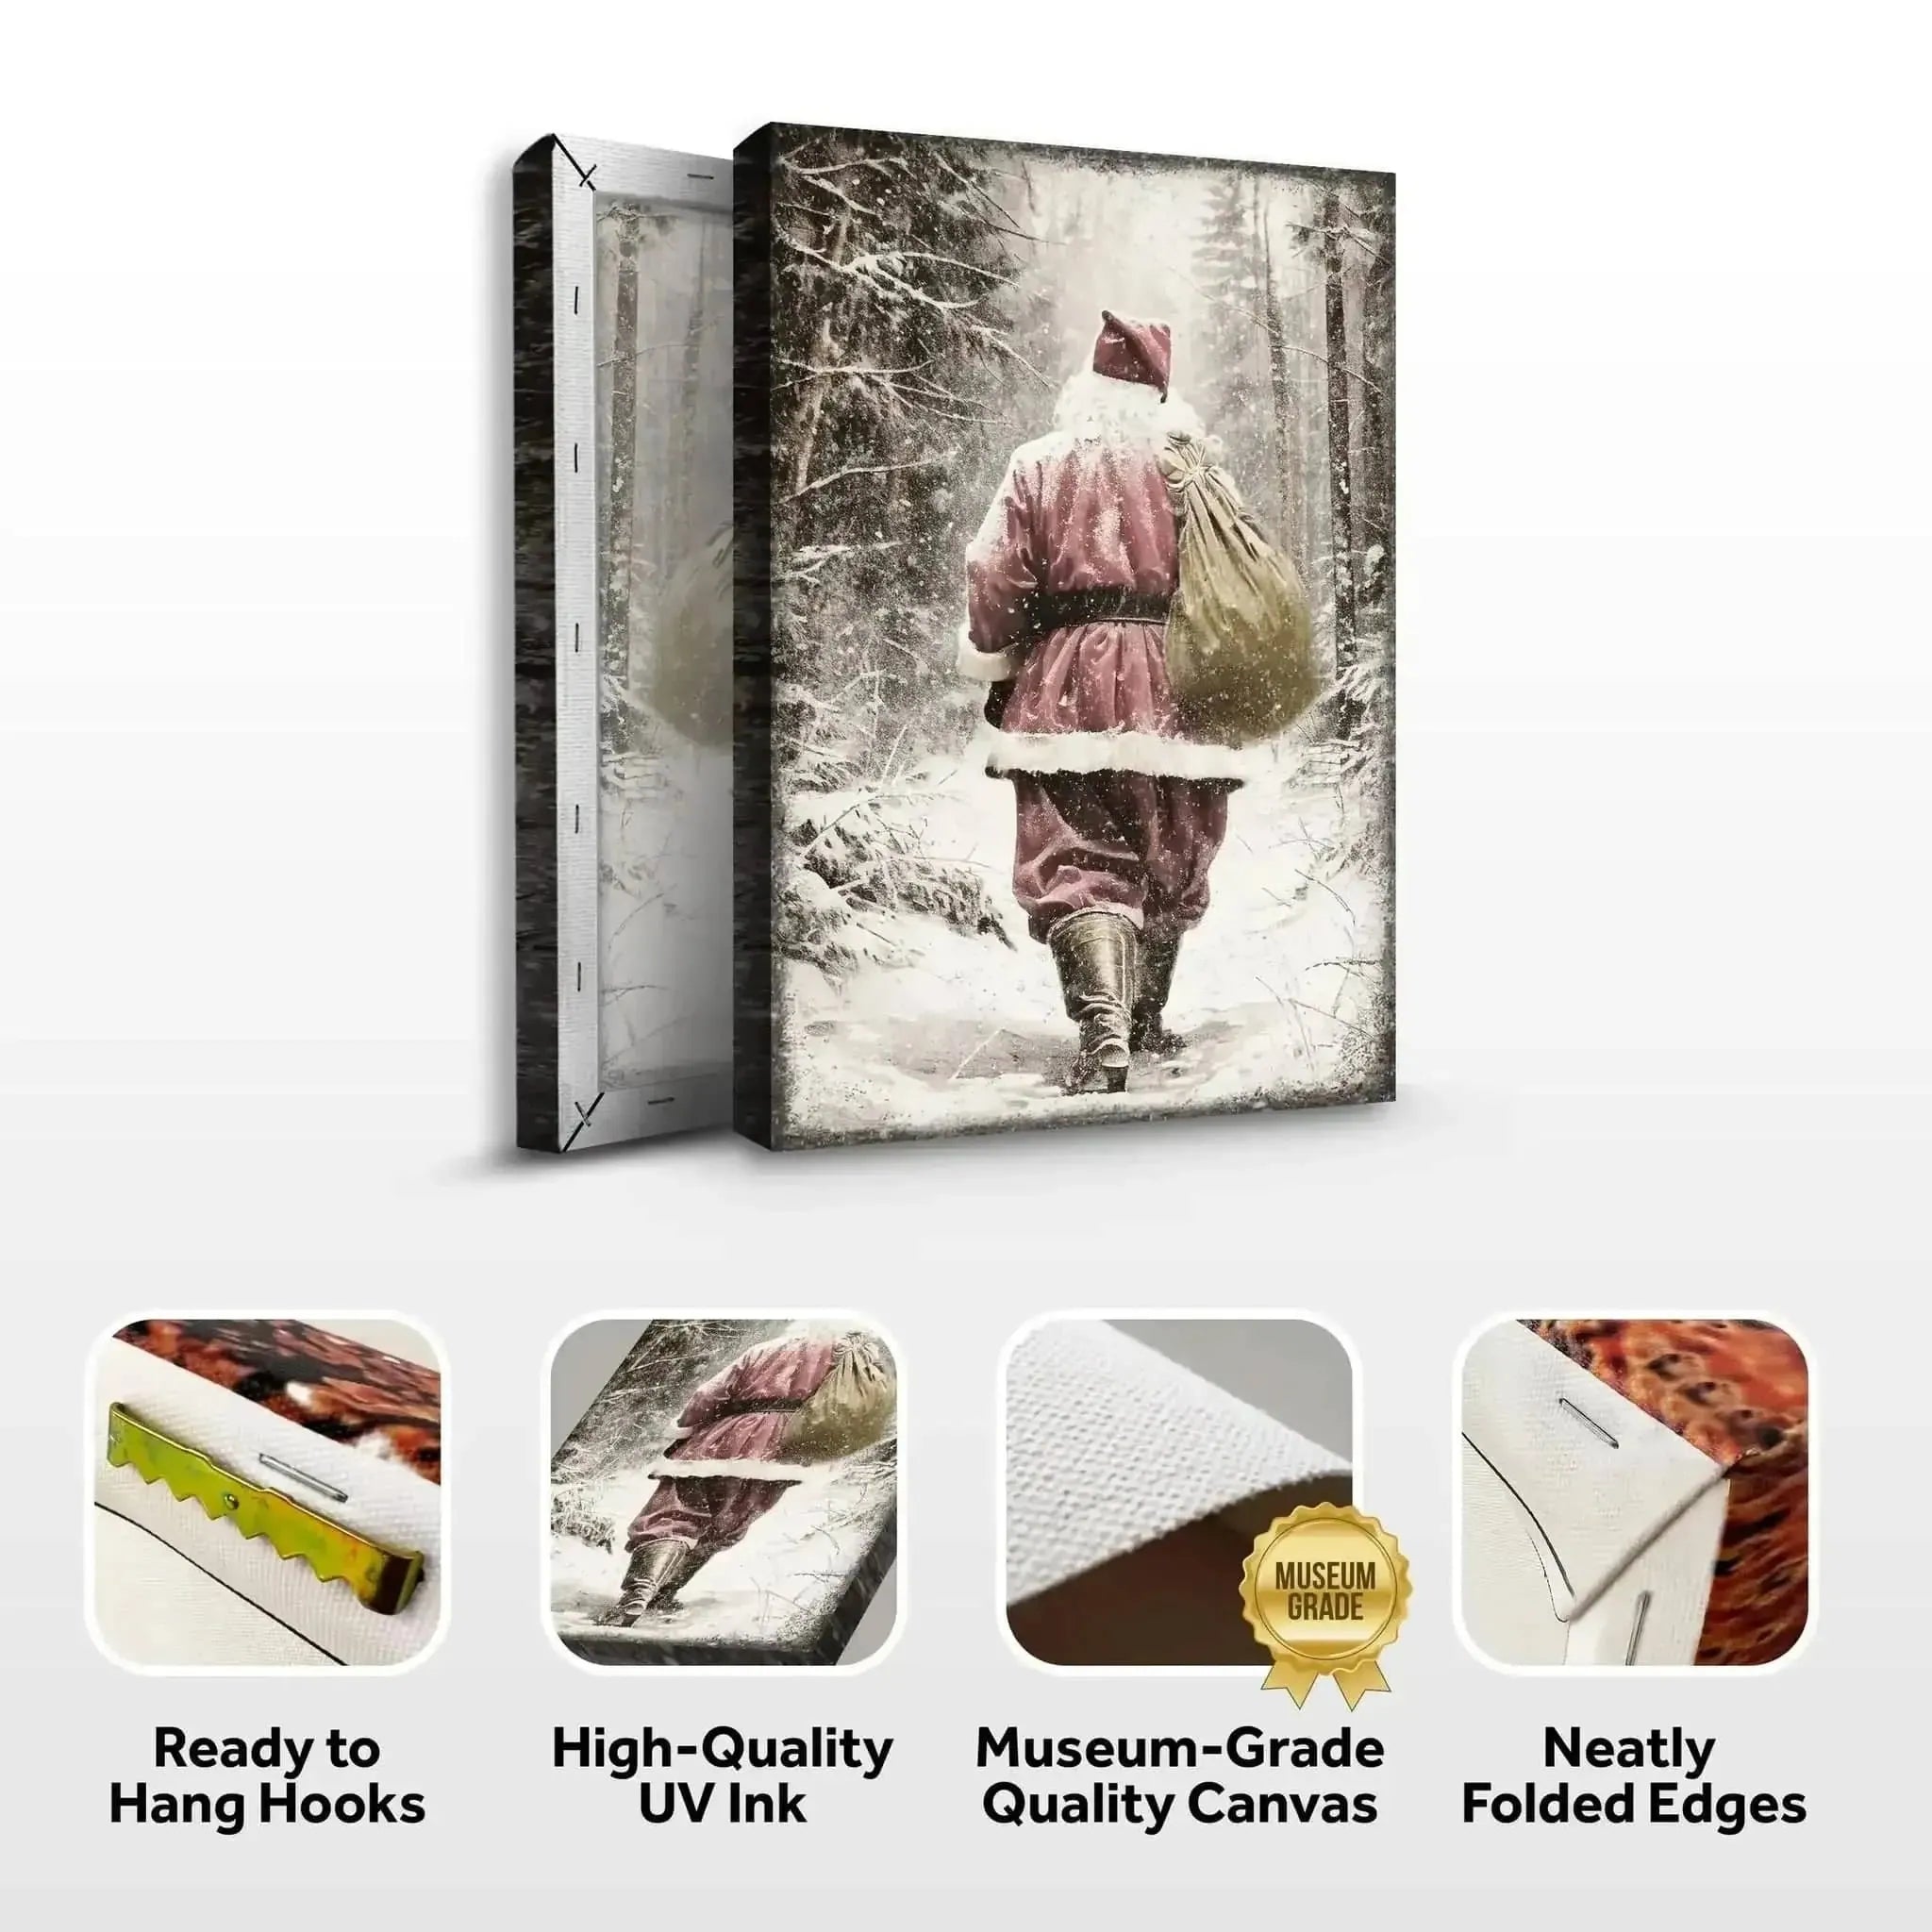 MUSEUM
GRADE
Ready to
Hang Hooks
High-Quality
UV Ink
Museum-Grade
Quality Canvas
Neatly
Folded Edges